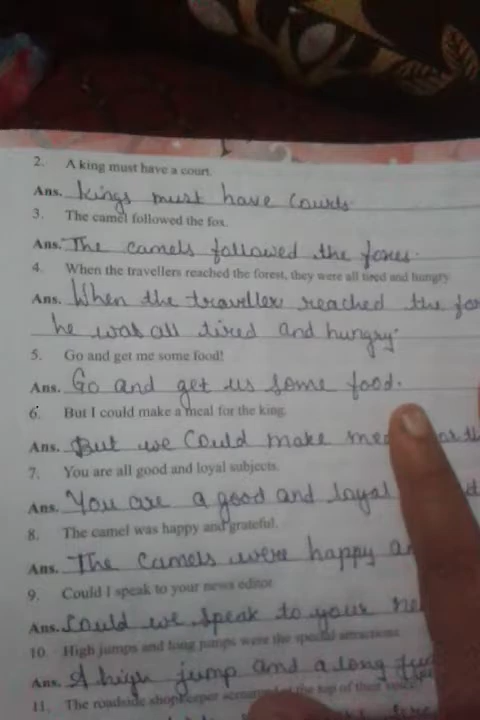 2. A king must have a court.
Ans. Kings must have courts.
3. The camel followed the fox.
Ans. The camels followed the foxes.
4. When the travellers reached the forest, they were all tired and hungry
Ans. When the traveller reached the
he was all tired and hungry.
5. Go and get me some food!
Ans. Go and get us some food.
6. But I could make a meal for the king.
Ans. But we could make
7. You are all good and loyal subjects.
Ans. You are a good and loyal
8. The camel was happy and grateful.
Ans. The camels were happy
9. Could I speak to your news editor
Ans. Could we speak to your
10. High jumps and long jumps were the special attractions.
Ans. A high jump and a long
11. The roadside shopkeeper at the top of their